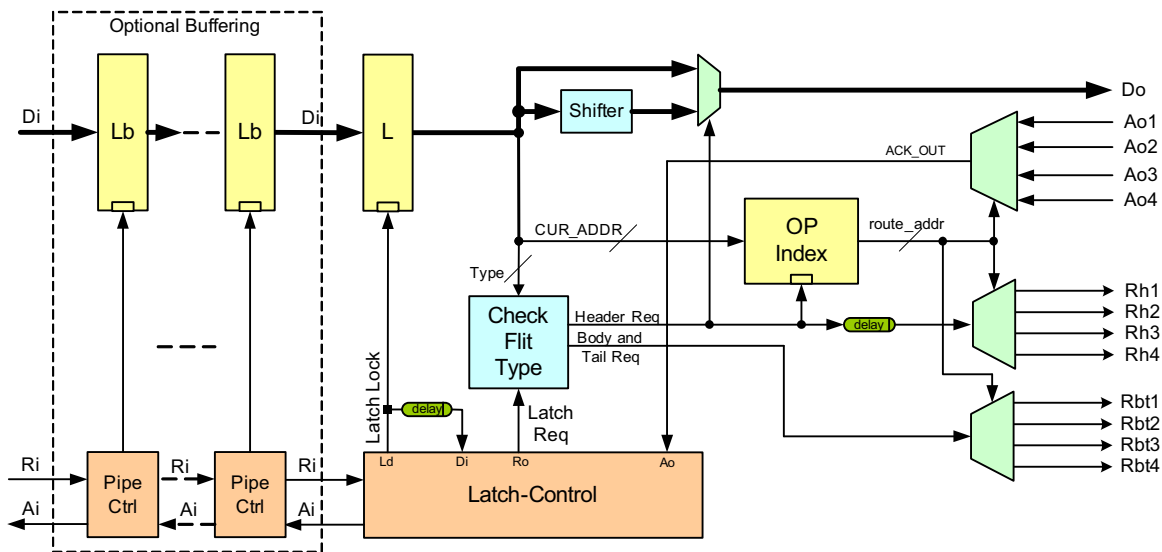 Optional Buffering
Di
Lb
Lb
Di
L
Shifter
Do
Ao1
Ao2
Ao3
Ao4
ACK_OUT
CUR_ADDR
OP
Index
route_addr
Type
Check
Flit
Type
Header Req
Body and
Tail Req
delay
Rh1
Rh2
Rh3
Rh4
Rbt1
Rbt2
Rbt3
Rbt4
Latch Lock
delay
Latch
Req
Ri
Pipe
Ctrl
Ri
Pipe
Ctrl
Ri
Ai
Ai
Ai
Ld
Di
Ro
Ao
Latch-Control